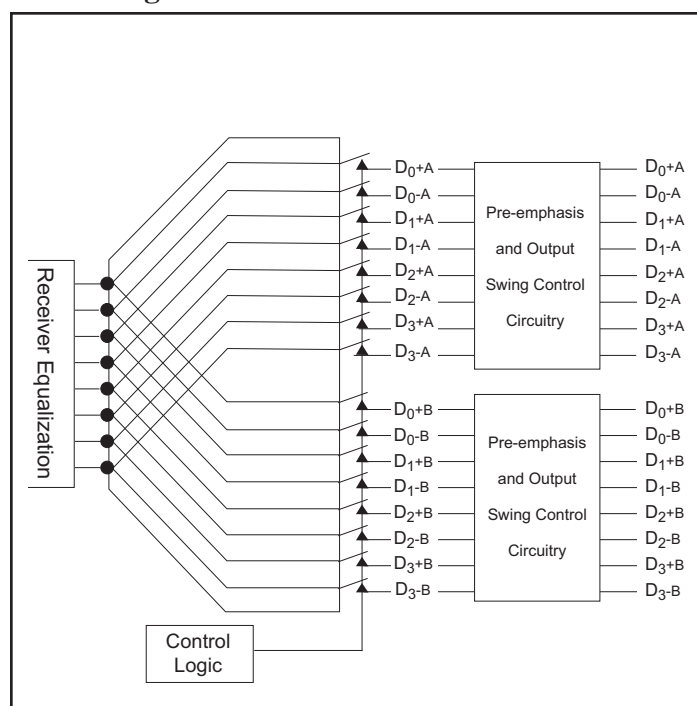 Receiver Equalization
D0+A
D0-A
D1+A
D1-A
D2+A
D2-A
D3+A
D3-A
Pre-emphasis
and Output
Swing Control
Circuitry
D0+A
D0-A
D1+A
D1-A
D2+A
D2-A
D3+A
D3-A
D0+B
D0-B
D1+B
D1-B
D2+B
D2-B
D3+B
D3-B
Pre-emphasis
and Output
Swing Control
Circuitry
D0+B
D0-B
D1+B
D1-B
D2+B
D2-B
D3+B
D3-B
Control
Logic